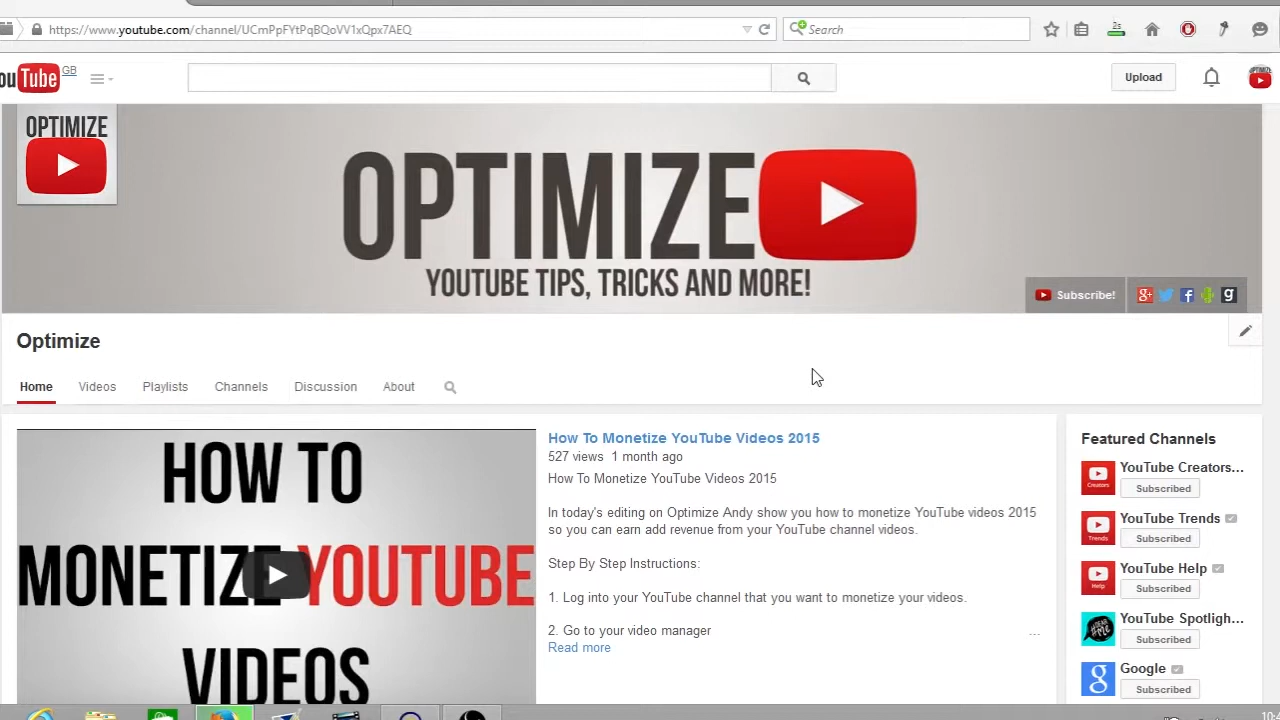 https://www.youtube.com/channel/UCmPpFYtPqBQoVV1xQpx7AEQ
Search
YouTube GB
Upload
OPTIMIZE
OPTIMIZE
YOUTUBE TIPS, TRICKS AND MORE!
Subscribe!
Optimize
Home Videos Playlists Channels Discussion About
HOW TO
MONETIZE YOUTUBE
VIDEOS
How To Monetize YouTube Videos 2015
527 views 1 month ago
How To Monetize YouTube Videos 2015
In today's editing on Optimize Andy show you how to monetize YouTube videos 2015
so you can earn add revenue from your YouTube channel videos.
Step By Step Instructions:
1. Log into your YouTube channel that you want to monetize your videos.
2. Go to your video manager
...
Read more
Featured Channels
YouTube Creators...
Subscribed
YouTube Trends
Subscribed
YouTube Help
Subscribed
YouTube Spotligh...
Subscribed
Google
Subscribed